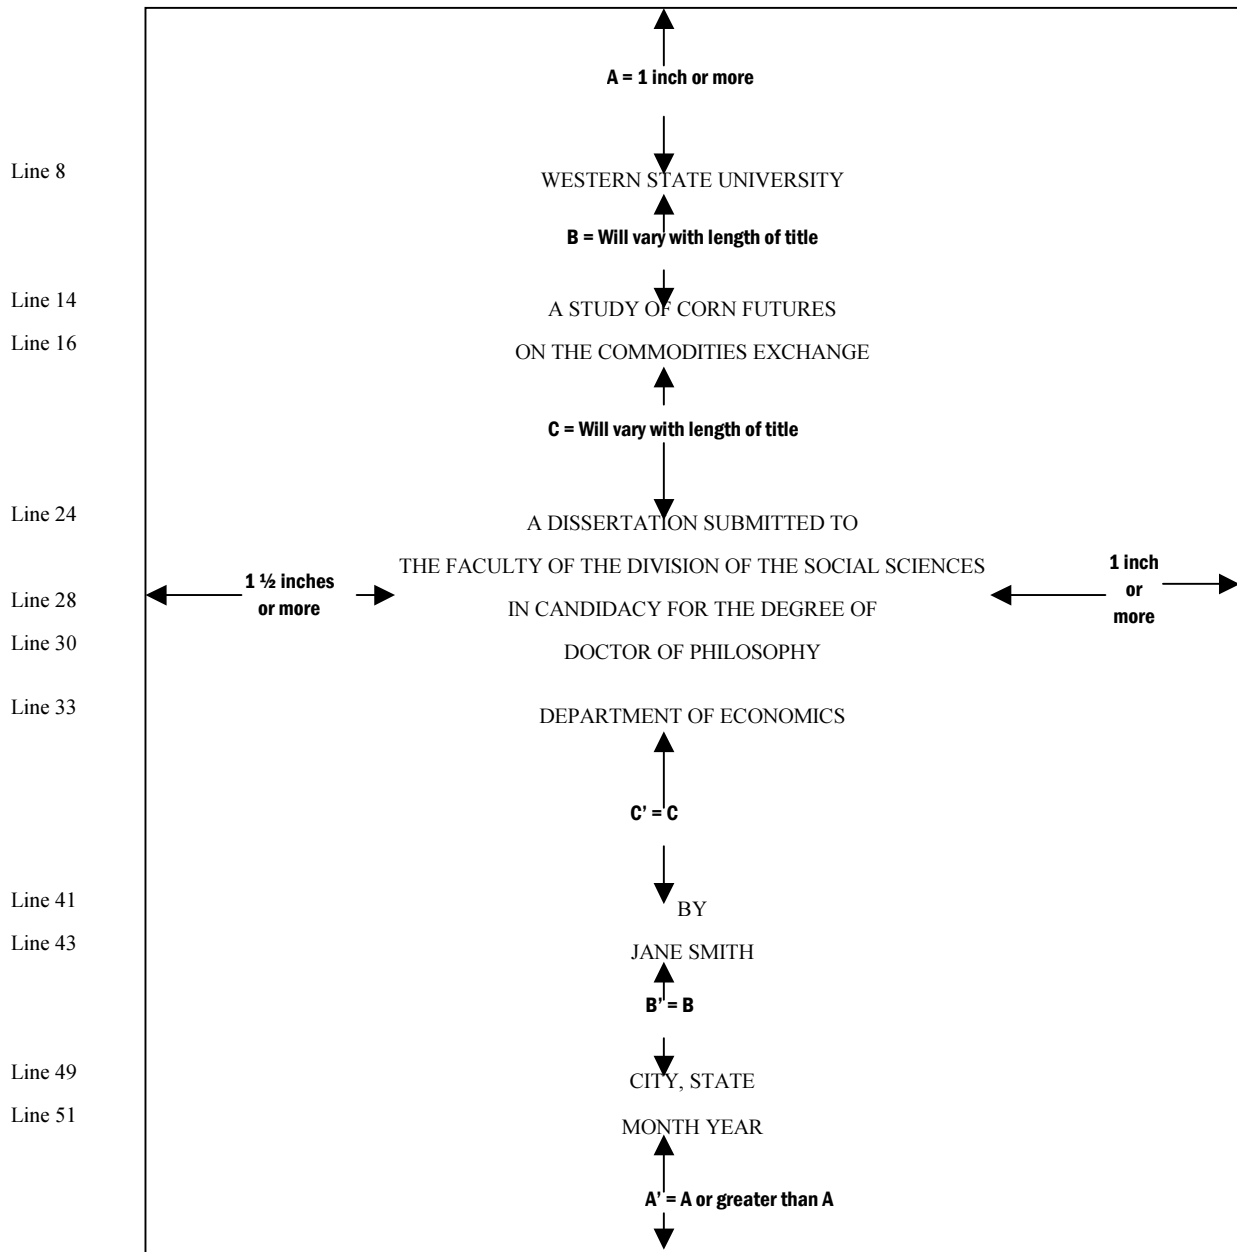 A = 1 inch or more
Line 8 WESTERN STATE UNIVERSITY
B = Will vary with length of title
Line 14 A STUDY OF CORN FUTURES
Line 16 ON THE COMMODITIES EXCHANGE
C = Will vary with length of title
Line 24 A DISSERTATION SUBMITTED TO
THE FACULTY OF THE DIVISION OF THE SOCIAL SCIENCES
1 ½ inches
or more
1 inch
or
more
Line 28 IN CANDIDACY FOR THE DEGREE OF
Line 30 DOCTOR OF PHILOSOPHY
Line 33 DEPARTMENT OF ECONOMICS
C’ = C
Line 41 BY
Line 43 JANE SMITH
B’ = B
Line 49 CITY, STATE
Line 51 MONTH YEAR
A’ = A or greater than A